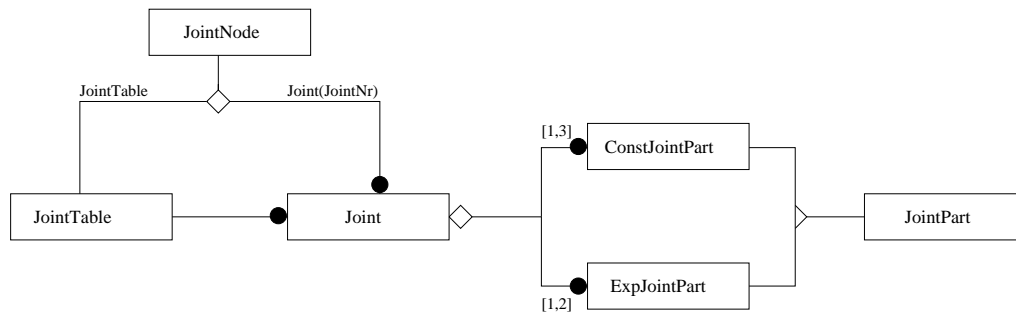 JointNode
JointTable
Joint(JointNr)
[1,3]
ConstJointPart
JointTable
Joint
JointPart
ExpJointPart
[1,2]